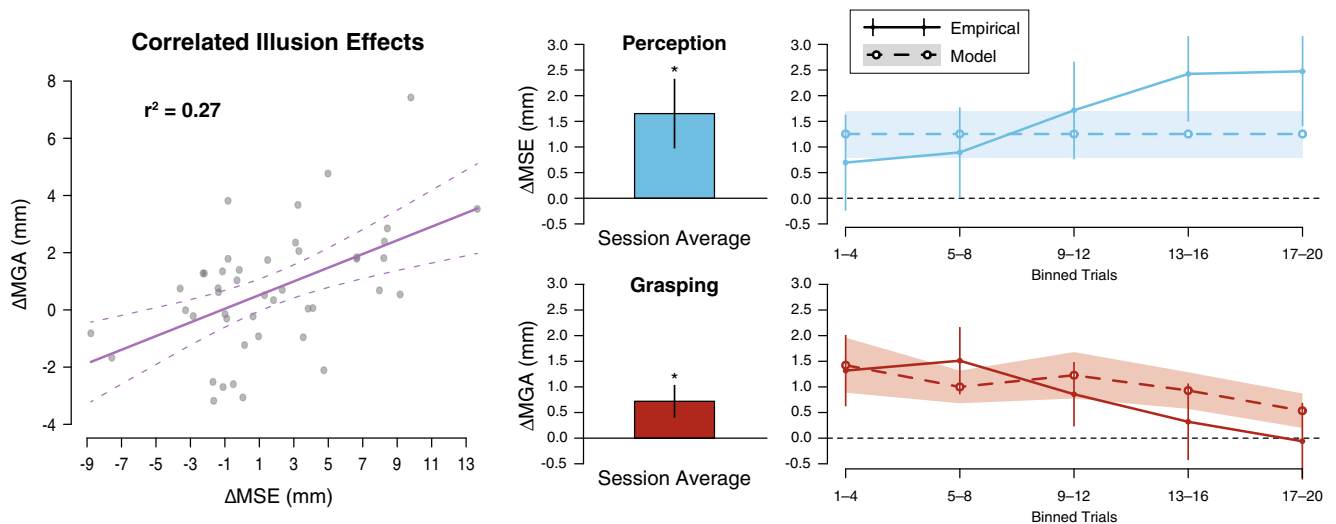 Correlated Illusion Effects
r² = 0.27
ΔMGA (mm)
8
6
4
2
0
-2
-4
-9 -7 -5 -3 -1 1 3 5 7 9 11 13
ΔMSE (mm)
Perception
ΔMSE (mm)
3.0
2.5
2.0
1.5
1.0
0.5
0.0
-0.5
*
Session Average
Empirical
Model
3.0
2.5
2.0
1.5
1.0
0.5
0.0
-0.5
1–4 5–8 9–12 13–16 17–20
Binned Trials
Grasping
ΔMGA (mm)
3.0
2.5
2.0
1.5
1.0
0.5
0.0
-0.5
*
Session Average
3.0
2.5
2.0
1.5
1.0
0.5
0.0
-0.5
1–4 5–8 9–12 13–16 17–20
Binned Trials